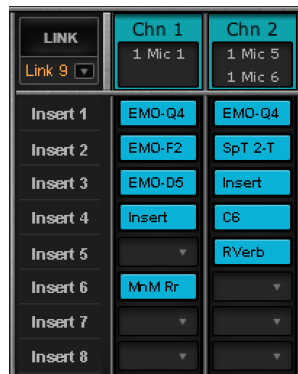 LINK
Link 9
Chn 1
1 Mic 1
Chn 2
1 Mic 5
1 Mic 6
Insert 1
EMO-Q4
EMO-Q4
Insert 2
EMO-F2
SpT 2-T
Insert 3
EMO-D5
Insert
Insert 4
Insert
C6
Insert 5
RVerb
Insert 6
MnM Rr
Insert 7
Insert 8